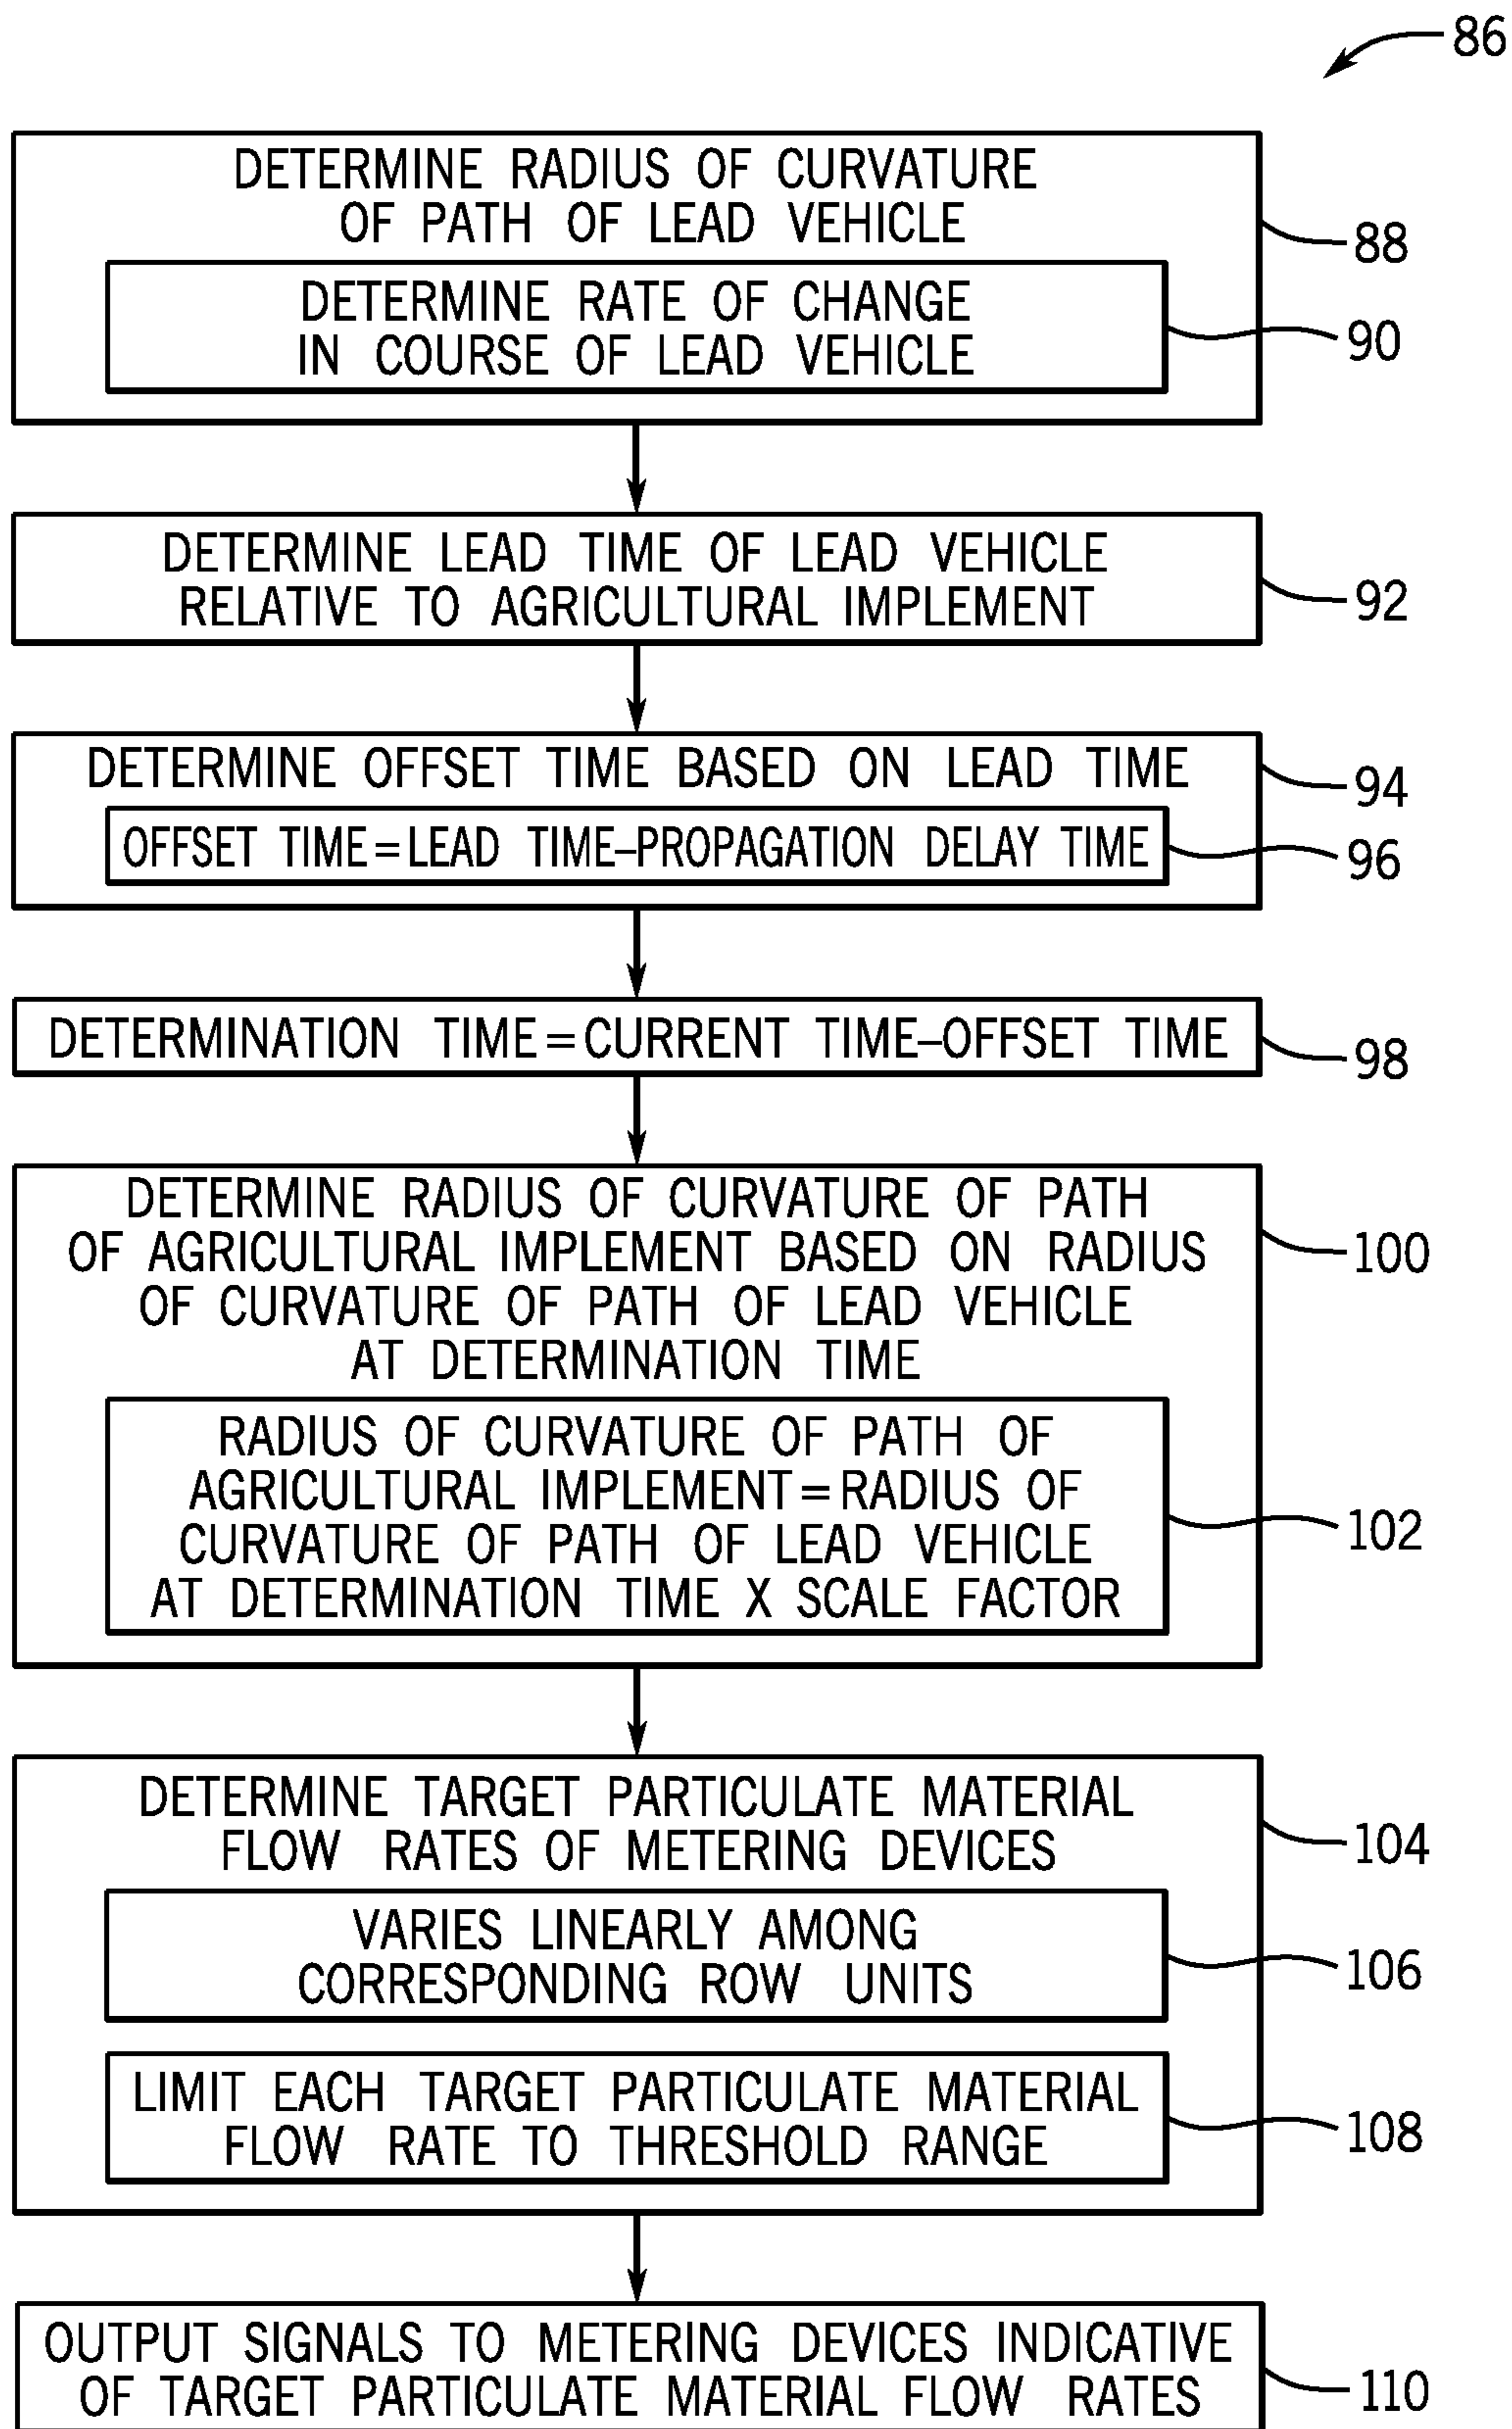 86
DETERMINE RADIUS OF CURVATURE
OF PATH OF LEAD VEHICLE
88
DETERMINE RATE OF CHANGE
IN COURSE OF LEAD VEHICLE
90
DETERMINE LEAD TIME OF LEAD VEHICLE
RELATIVE TO AGRICULTURAL IMPLEMENT
92
DETERMINE OFFSET TIME BASED ON LEAD TIME
94
OFFSET TIME=LEAD TIME–PROPAGATION DELAY TIME
96
DETERMINATION TIME=CURRENT TIME–OFFSET TIME
98
DETERMINE RADIUS OF CURVATURE OF PATH
OF AGRICULTURAL IMPLEMENT BASED ON RADIUS
OF CURVATURE OF PATH OF LEAD VEHICLE
AT DETERMINATION TIME
100
RADIUS OF CURVATURE OF PATH OF
AGRICULTURAL IMPLEMENT=RADIUS OF
CURVATURE OF PATH OF LEAD VEHICLE
AT DETERMINATION TIME X SCALE FACTOR
102
DETERMINE TARGET PARTICULATE MATERIAL
FLOW RATES OF METERING DEVICES
104
VARIES LINEARLY AMONG
CORRESPONDING ROW UNITS
106
LIMIT EACH TARGET PARTICULATE MATERIAL
FLOW RATE TO THRESHOLD RANGE
108
OUTPUT SIGNALS TO METERING DEVICES INDICATIVE
OF TARGET PARTICULATE MATERIAL FLOW RATES
110